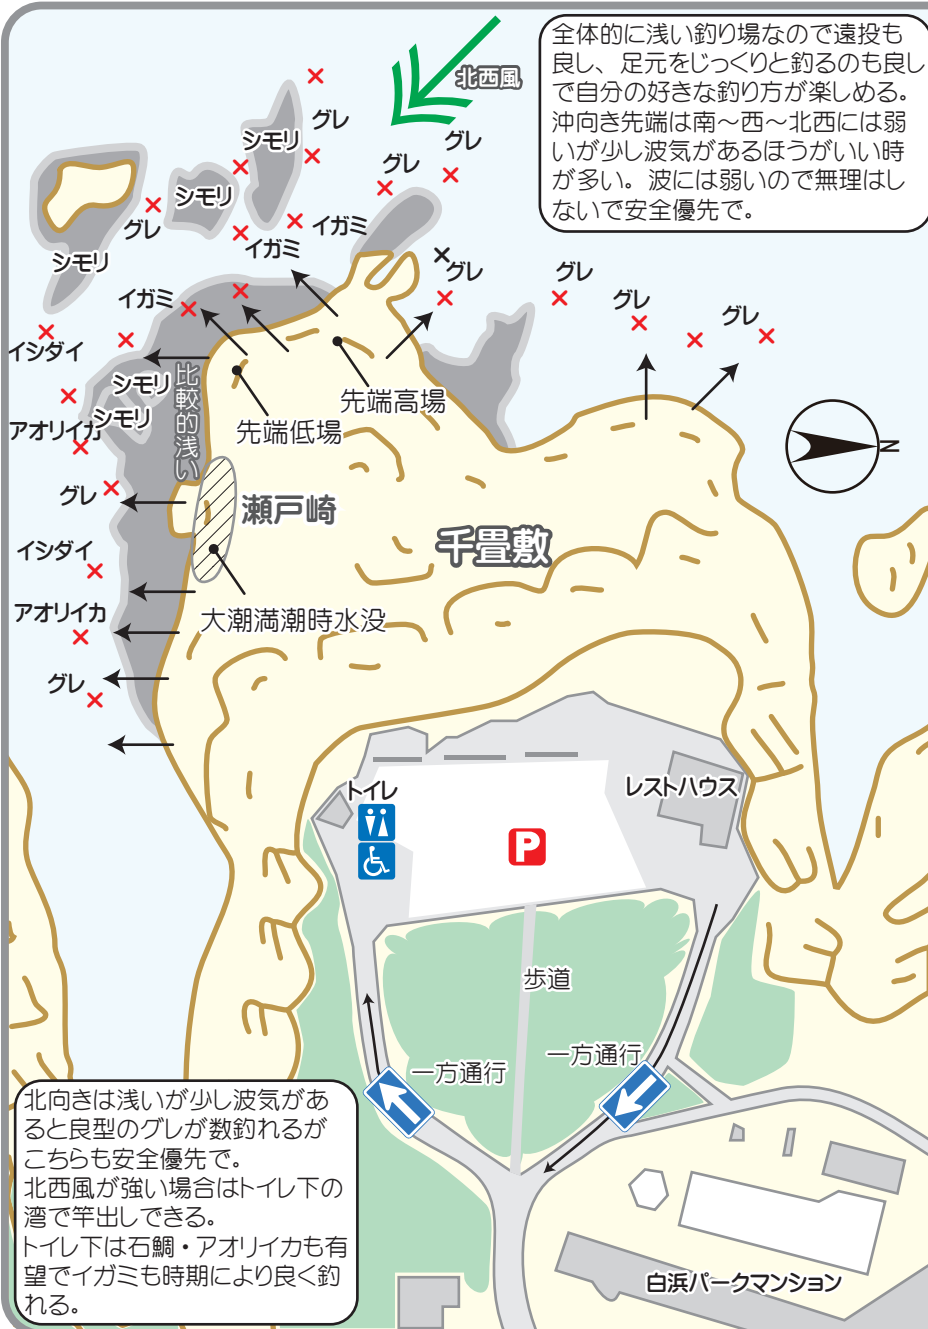 全体的に浅い釣り場なので遠投も
良し、足元をじっくりと釣るのも良し
で自分の好きな釣り方が楽しめる。
沖向き先端は南～西～北西には弱
いが少し波気があるほうがいい時
が多い。波には弱いので無理はし
ないで安全優先で。
北西風
グレ
シモリ
グレ
グレ
シモリ
グレ
イガミ
イガミ
シモリ
グレ
グレ
イガミ
グレ
グレ
イシダイ
シモリ
比較的浅い
シモリ
アオリイカ
先端高場
先端低場
N
グレ
瀬戸崎
千畳敷
イシダイ
アオリイカ
大潮満潮時水没
グレ
トイレ
レストハウス
P
歩道
一方通行
一方通行
北向きは浅いが少し波気があ
ると良型のグレが数釣れるが
こちらも安全優先で。
北西風が強い場合はトイレ下の
湾で竿出しできる。
トイレ下は石鯛・アオリイカも有
望でイガミも時期により良く釣
れる。
白浜パークマンション